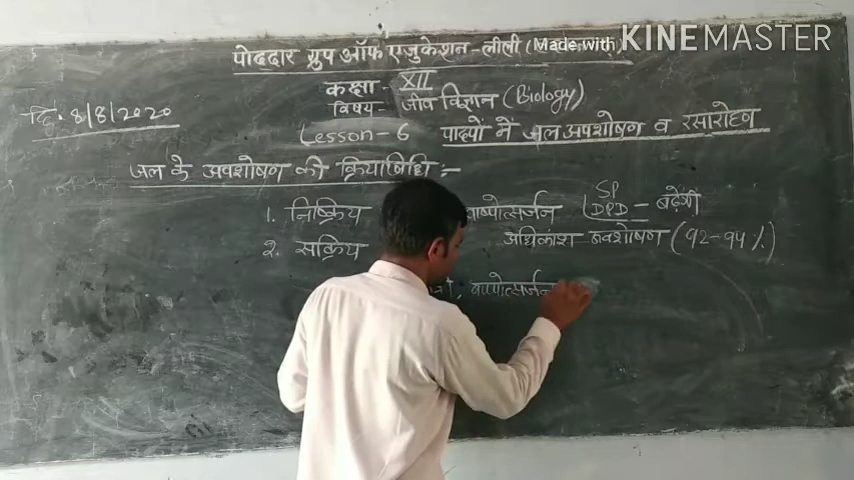 पोद्दार ग्रुप ऑफ एजुकेशन - लीली (
Made with KINEMASTER
कक्षा - XII
दि. 8/8/2020
विषय - जीव विज्ञान (Biology)
Lesson - 6 पादपों में जल अवशोषण व रसारोहण
जल के अवशोषण की क्रियाविधि :-
1. निष्क्रिय वाष्पोत्सर्जन SP DPD - बढ़ेगी
2. सक्रिय अधिकांश अवशोषण (92-94%)
वाष्पोत्सर्जन